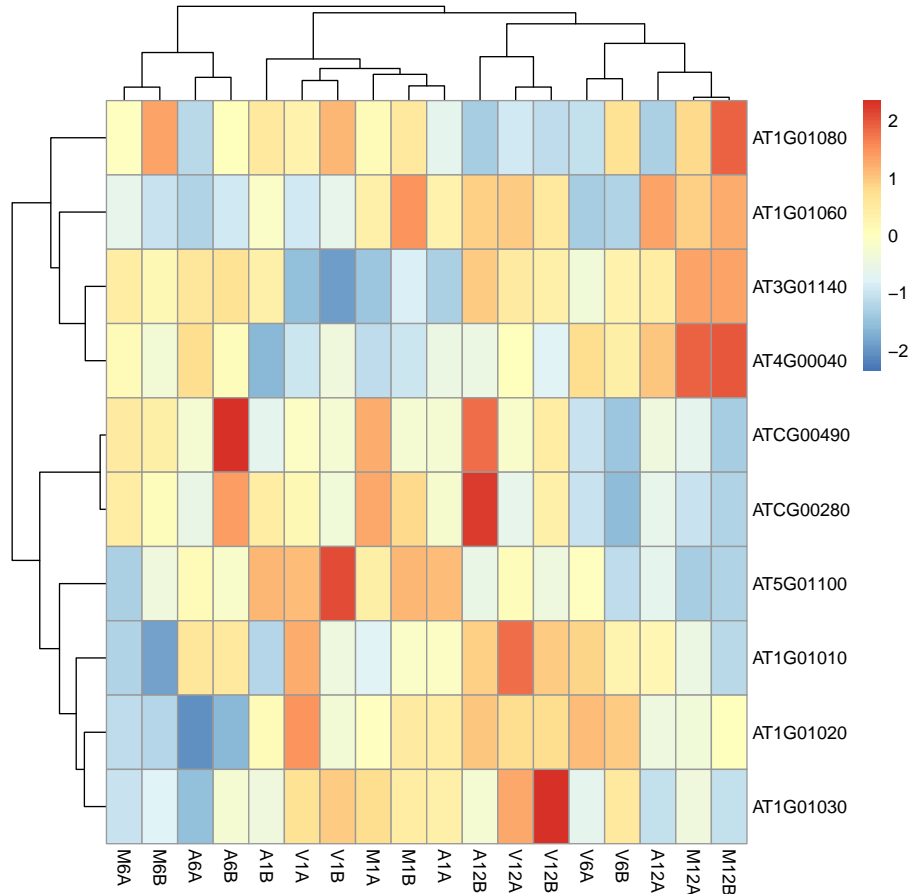 AT1G01080
AT1G01060
AT3G01140
AT4G00040
ATCG00490
ATCG00280
AT5G01100
AT1G01010
AT1G01020
AT1G01030
2
1
0
−1
−2
M6A
M6B
A6A
A6B
A1B
V1A
V1B
M1A
M1B
A1A
A12B
V12A
V12B
V6A
V6B
A12A
M12A
M12B